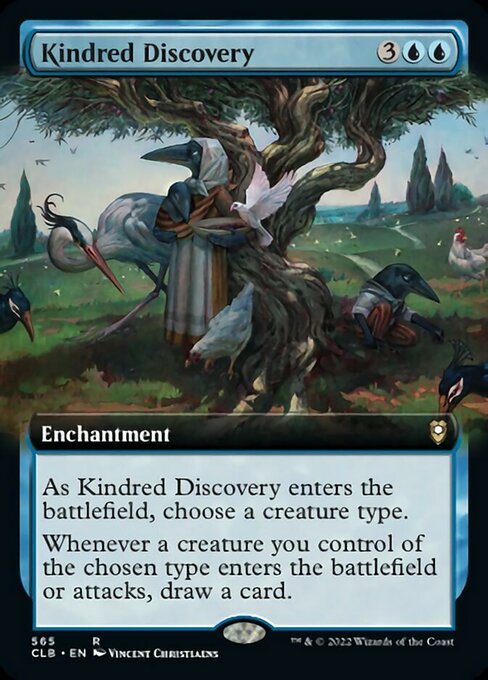 Kindred Discovery 3
Enchantment
As Kindred Discovery enters the
battlefield, choose a creature type.
Whenever a creature you control of
the chosen type enters the battlefield
or attacks, draw a card.
565 R
CLB • EN Vincent Christiaens
™ & © 2022 Wizards of the Coast